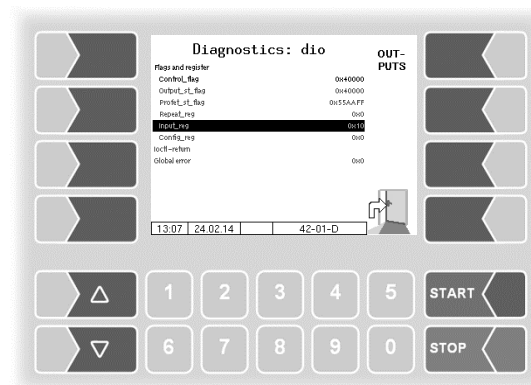 Diagnostics: dio
OUT-
PUTS
Flags and register
Control_flag 0x40000
Output_st_flag 0x40000
Profet_st_flag 0x55AAFF
Repeat_reg 0x0
Input_reg 0x10
Config_reg 0x0
ioctl-return
Global error 0x0
13:07 24.02.14 42-01-D
1 2 3 4 5 START
6 7 8 9 0 STOP